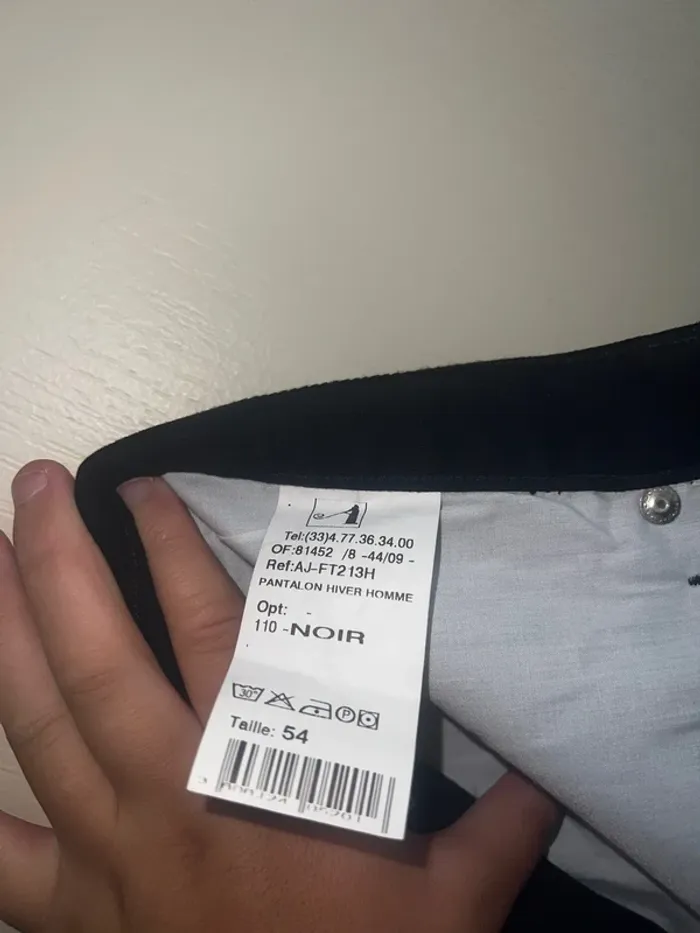 Tel:(33)4.77.36.34.00
OF:81452 /8 -44/09 -
Ref:AJ-FT213H
PANTALON HIVER HOMME
Opt: -
110 -NOIR
30°
P
Taille: 54